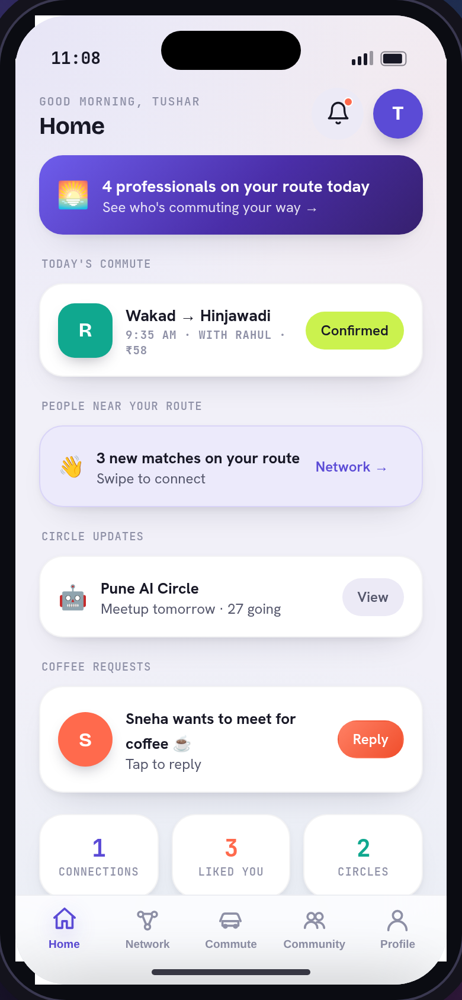 11:08
GOOD MORNING, TUSHAR
Home
T
4 professionals on your route today
See who's commuting your way →
TODAY'S COMMUTE
R
Wakad → Hinjawadi
9:35 AM · WITH RAHUL ·
₹58
Confirmed
PEOPLE NEAR YOUR ROUTE
3 new matches on your route
Swipe to connect
Network →
CIRCLE UPDATES
Pune AI Circle
Meetup tomorrow · 27 going
View
COFFEE REQUESTS
S
Sneha wants to meet for
coffee ☕
Tap to reply
Reply
1
CONNECTIONS
3
LIKED YOU
2
CIRCLES
Home
Network
Commute
Community
Profile